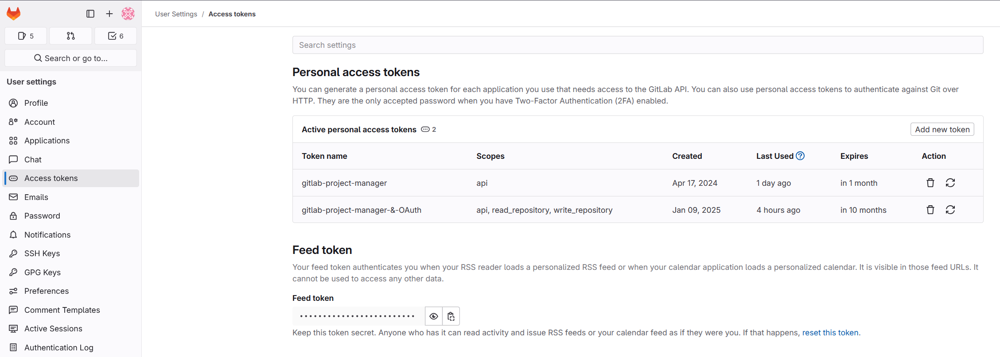 User Settings / Access tokens
5
6
Search or go to...
User settings
Profile
Account
Applications
Chat
Access tokens
Emails
Password
Notifications
SSH Keys
GPG Keys
Preferences
Comment Templates
Active Sessions
Authentication Log
Search settings
Personal access tokens
You can generate a personal access token for each application you use that needs access to the GitLab API. You can also use personal access tokens to authenticate against Git over
HTTP. They are the only accepted password when you have Two-Factor Authentication (2FA) enabled.
Active personal access tokens 2
Add new token
Token name Scopes Created Last Used Expires Action
gitlab-project-manager api Apr 17, 2024 1 day ago in 1 month
gitlab-project-manager-&-OAuth api, read_repository, write_repository Jan 09, 2025 4 hours ago in 10 months
Feed token
Your feed token authenticates you when your RSS reader loads a personalized RSS feed or when your calendar application loads a personalized calendar. It is visible in those feed URLs. It
cannot be used to access any other data.
Feed token
Keep this token secret. Anyone who has it can read activity and issue RSS feeds or your calendar feed as if they were you. If that happens, reset this token.